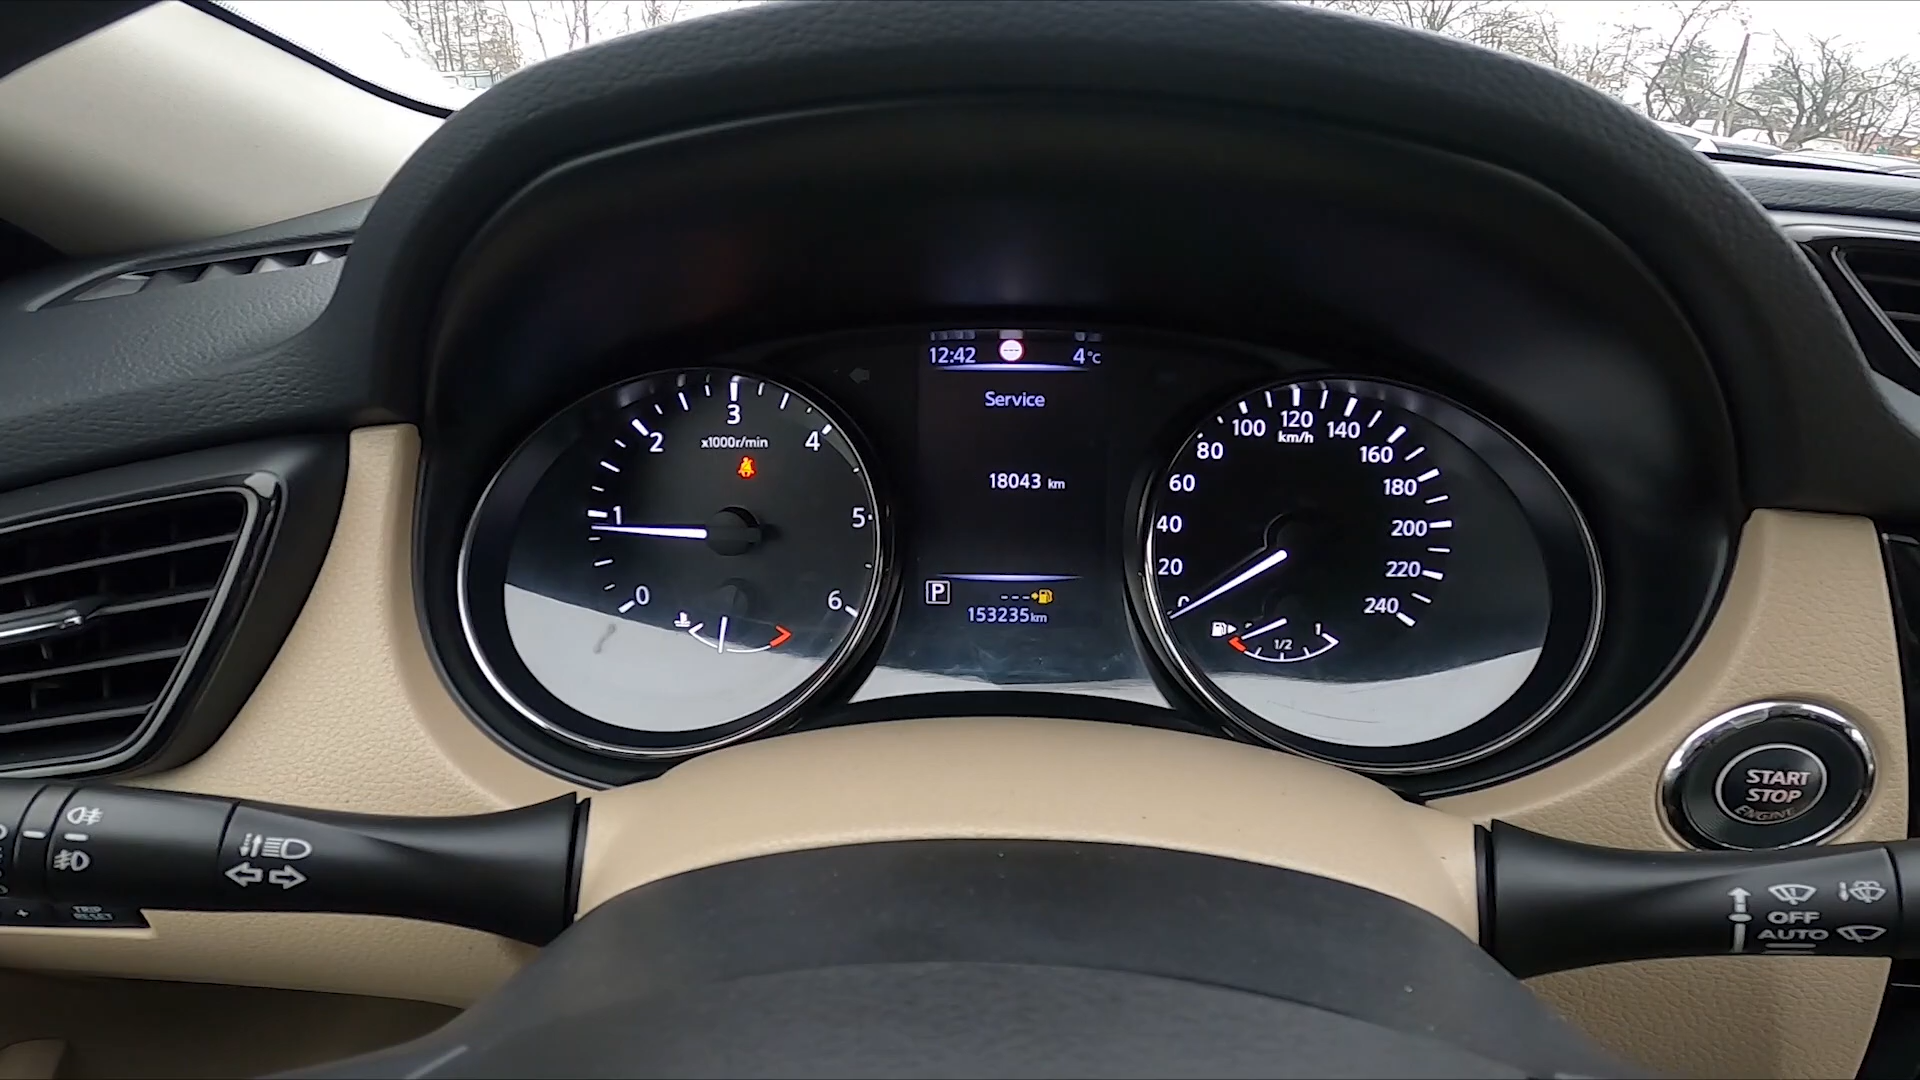 12:42 4°C
Service
18043 km
P
---
153235km
0
1
2
3
4
5
6
x1000r/min
0
20
40
60
80
100
120
140
160
180
200
220
240
km/h
1/2
1
START
STOP
ENGINE
TRIP
RESET
OFF
AUTO